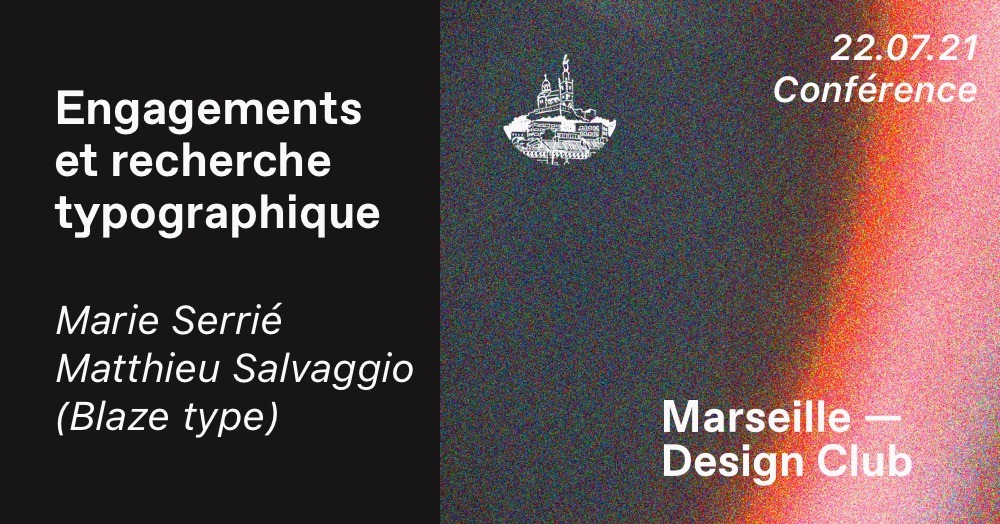 Engagements
et recherche
typographique
Marie Serrié
Matthieu Salvaggio
(Blaze type)
22.07.21
Conférence
Marseille —
Design Club